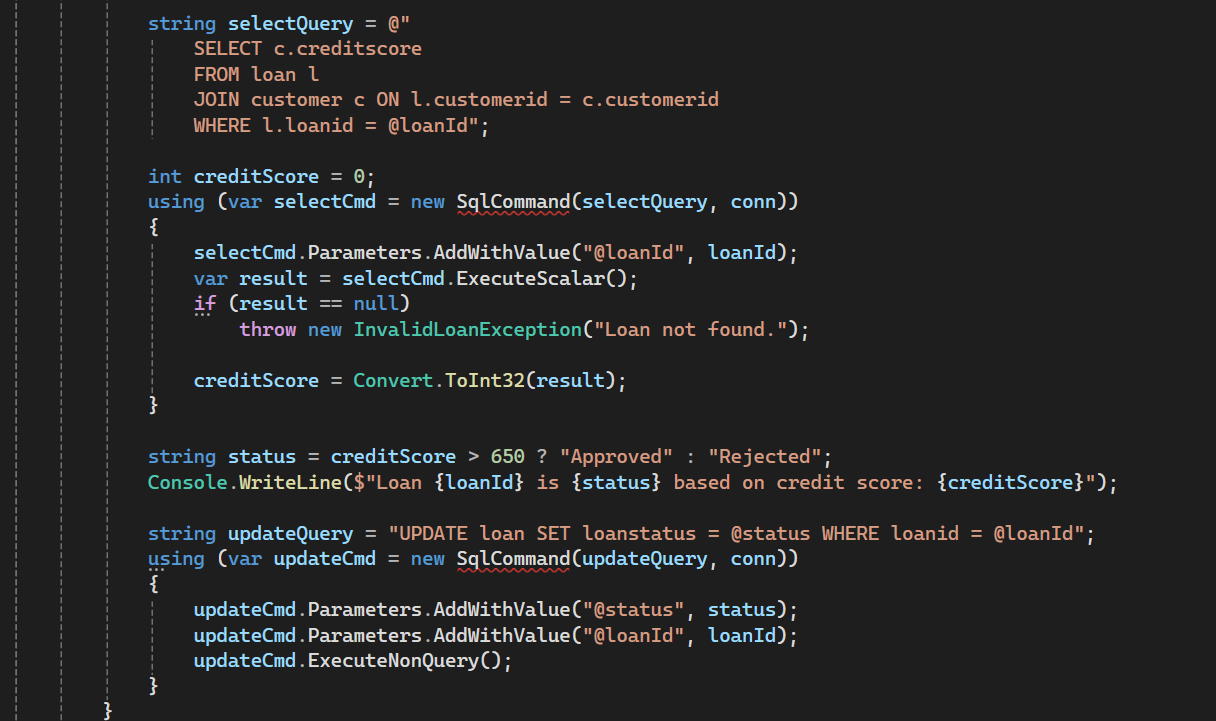 string selectQuery = @"
SELECT c.creditscore
FROM loan l
JOIN customer c ON l.customerid = c.customerid
WHERE l.loanid = @loanId";
int creditScore = 0;
using (var selectCmd = new SqlCommand(selectQuery, conn))
{
selectCmd.Parameters.AddWithValue("@loanId", loanId);
var result = selectCmd.ExecuteScalar();
if (result == null)
throw new InvalidLoanException("Loan not found.");
creditScore = Convert.ToInt32(result);
}
string status = creditScore > 650 ? "Approved" : "Rejected";
Console.WriteLine($"Loan {loanId} is {status} based on credit score: {creditScore}");
string updateQuery = "UPDATE loan SET loanstatus = @status WHERE loanid = @loanId";
using (var updateCmd = new SqlCommand(updateQuery, conn))
{
updateCmd.Parameters.AddWithValue("@status", status);
updateCmd.Parameters.AddWithValue("@loanId", loanId);
updateCmd.ExecuteNonQuery();
}
}